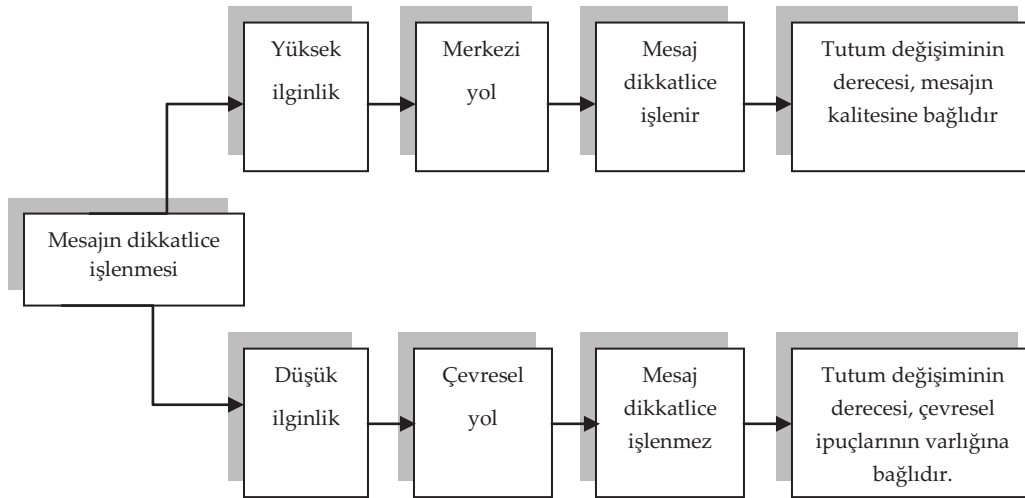 Yüksek
ilginlik
Merkezi
yol
Mesaj
dikkatlice
işlenir
Tutum değişiminin
derecesi, mesajın
kalitesine bağlıdır
Mesajın dikkatlice
işlenmesi
Düşük
ilginlik
Çevresel
yol
Mesaj
dikkatlice
işlenmez
Tutum değişiminin
derecesi, çevresel
ipuçlarının varlığına
bağlıdır.